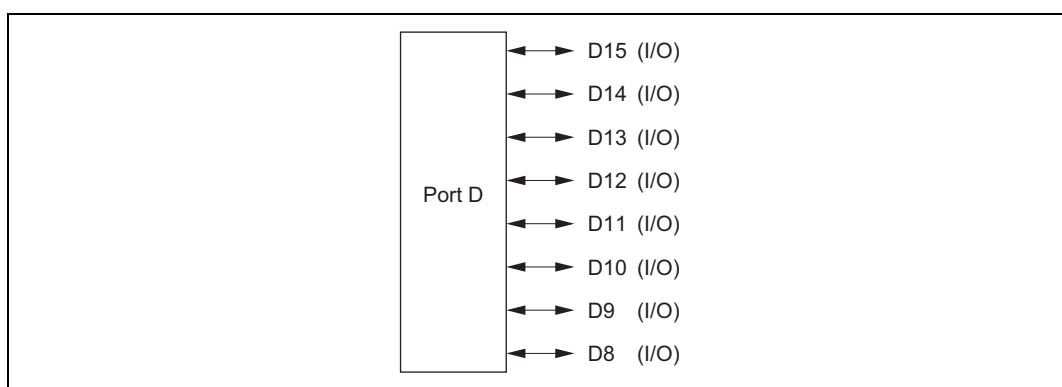 D15 (I/O)
D14 (I/O)
D13 (I/O)
D12 (I/O)
Port D
D11 (I/O)
D10 (I/O)
D9 (I/O)
D8 (I/O)